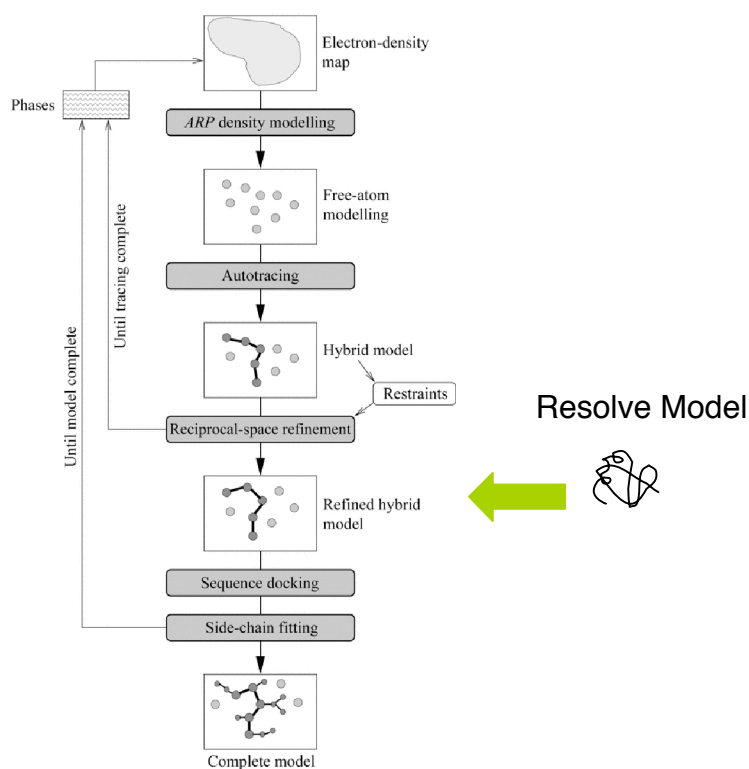 Electron-density
map
Phases
ARP density modelling
Free-atom
modelling
Autotracing
Until tracing complete
Until model complete
Hybrid model
Restraints
Reciprocal-space refinement
Resolve Model
Refined hybrid
model
Sequence docking
Side-chain fitting
Complete model